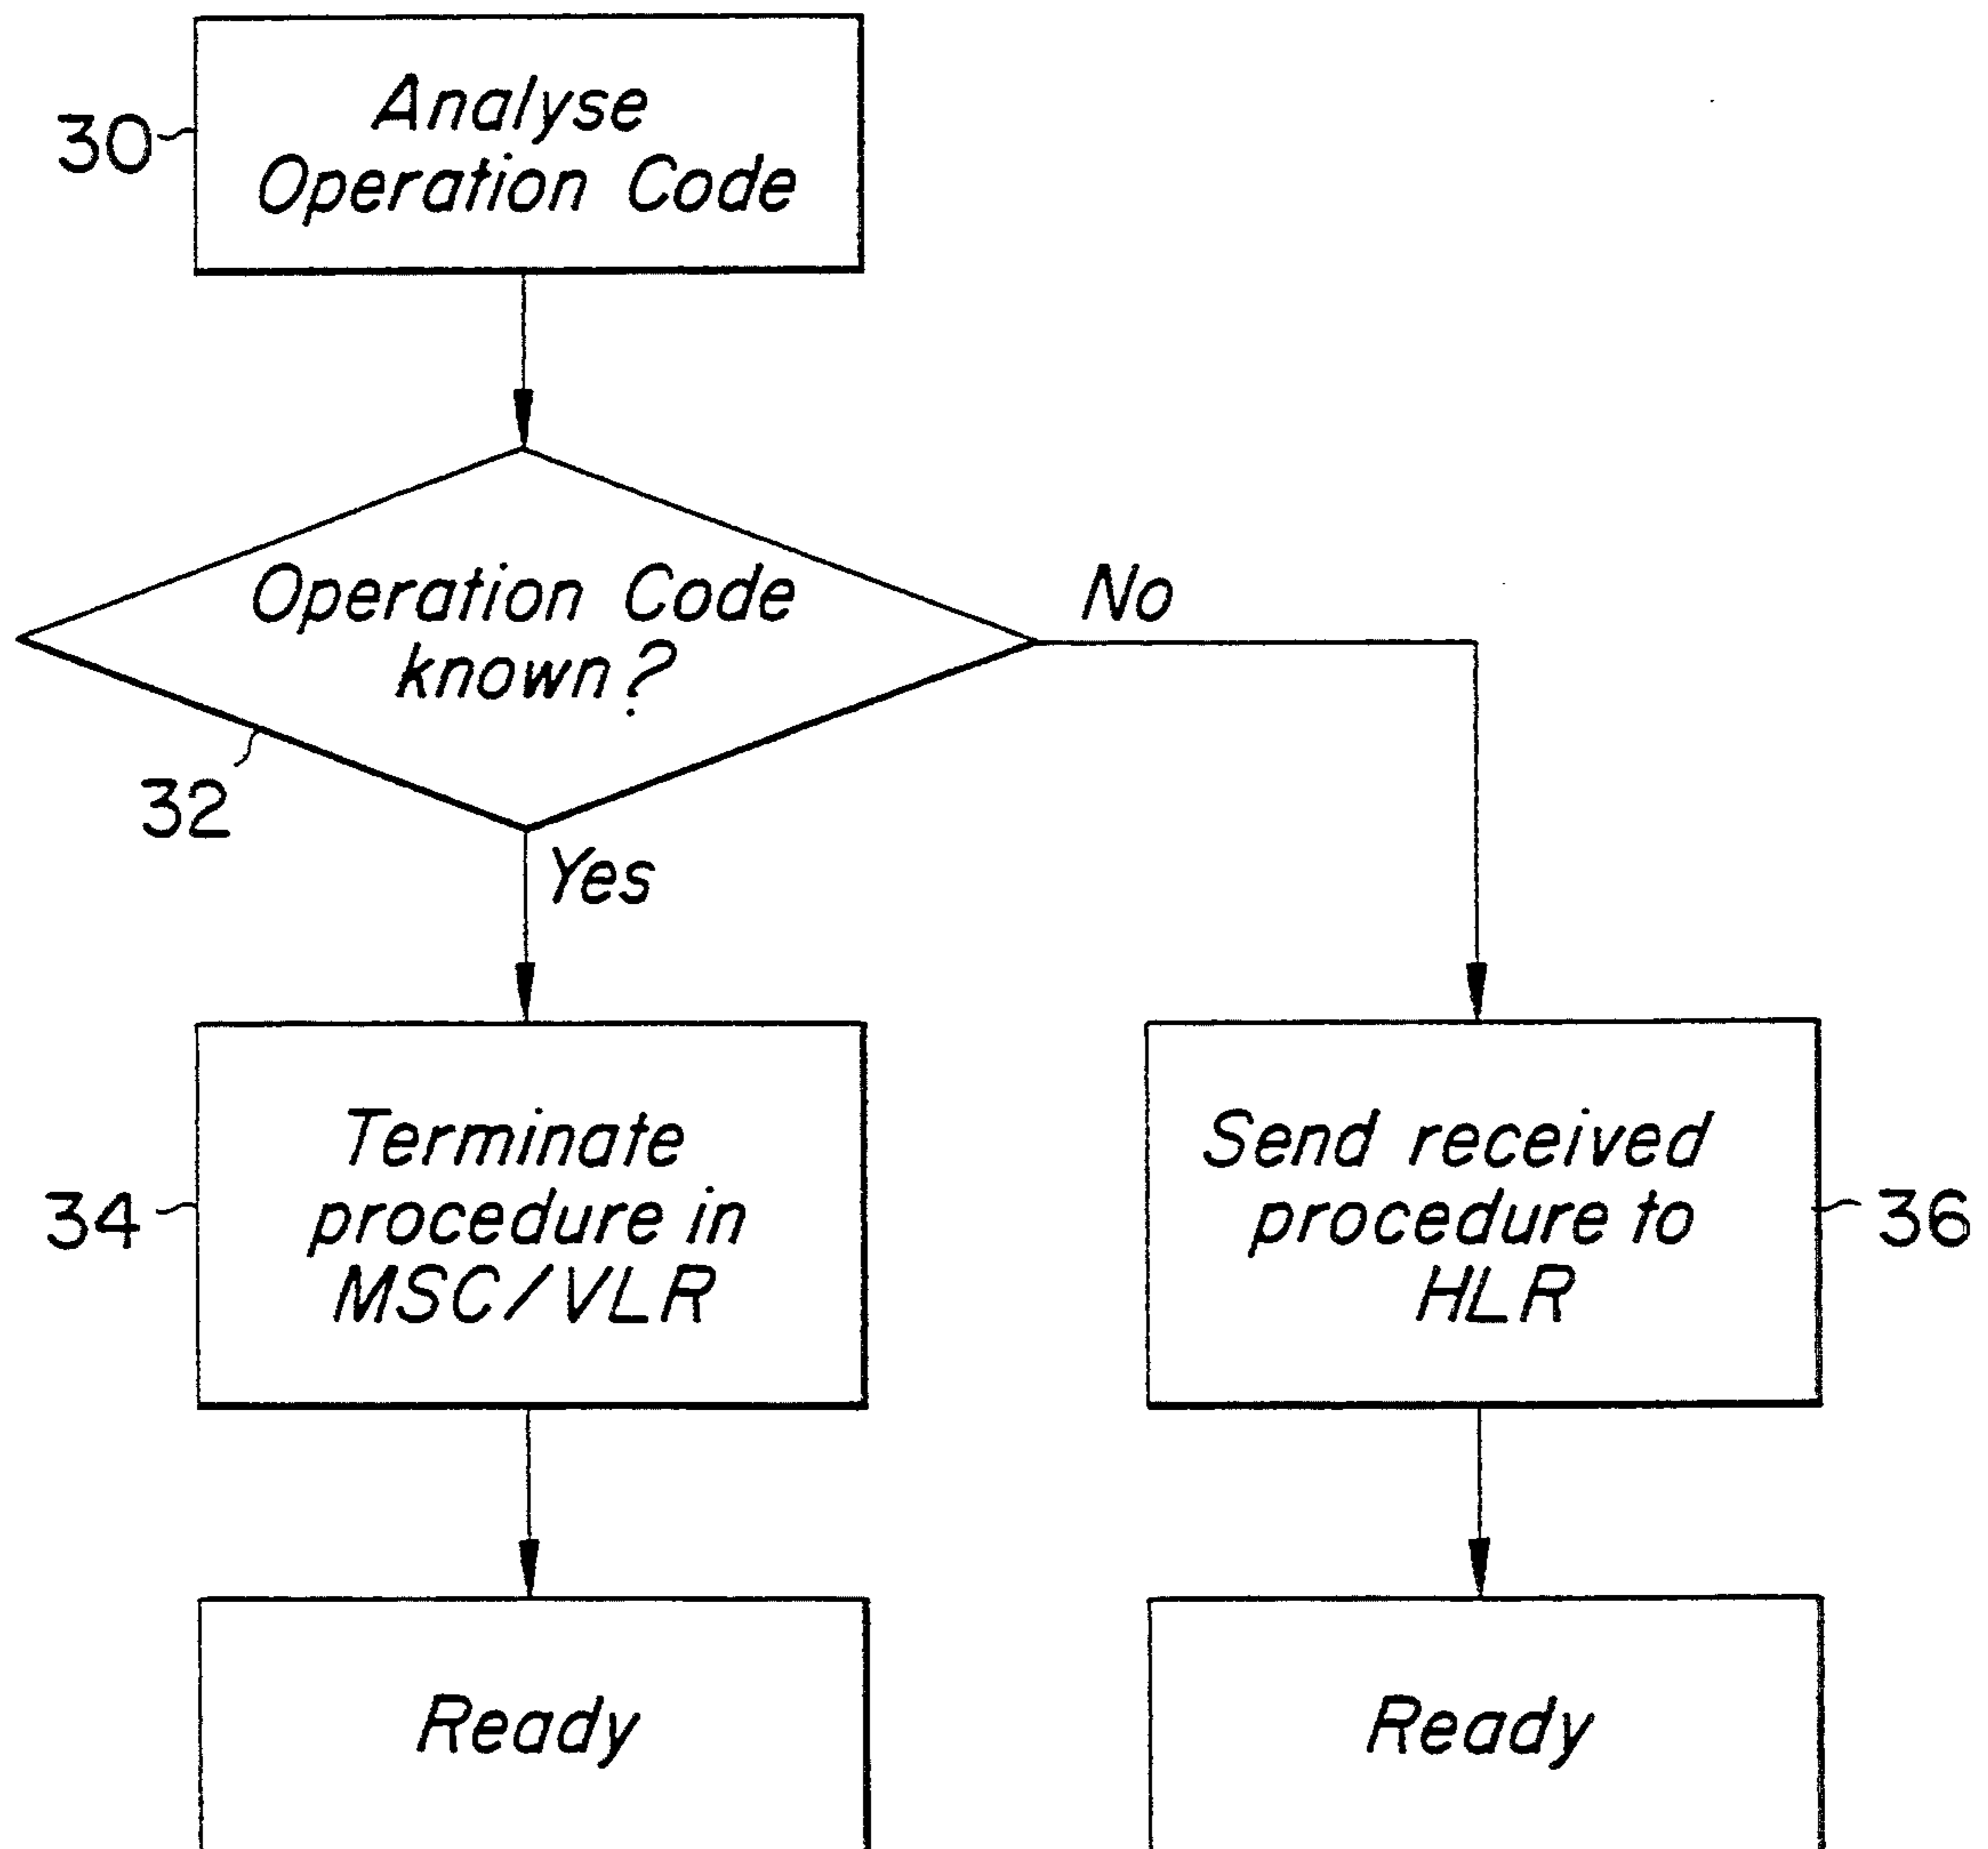 30
Analyse
Operation Code
Operation Code
known?
No
32
Yes
34
Terminate
procedure in
MSC/VLR
Send received
procedure to
HLR
36
Ready
Ready